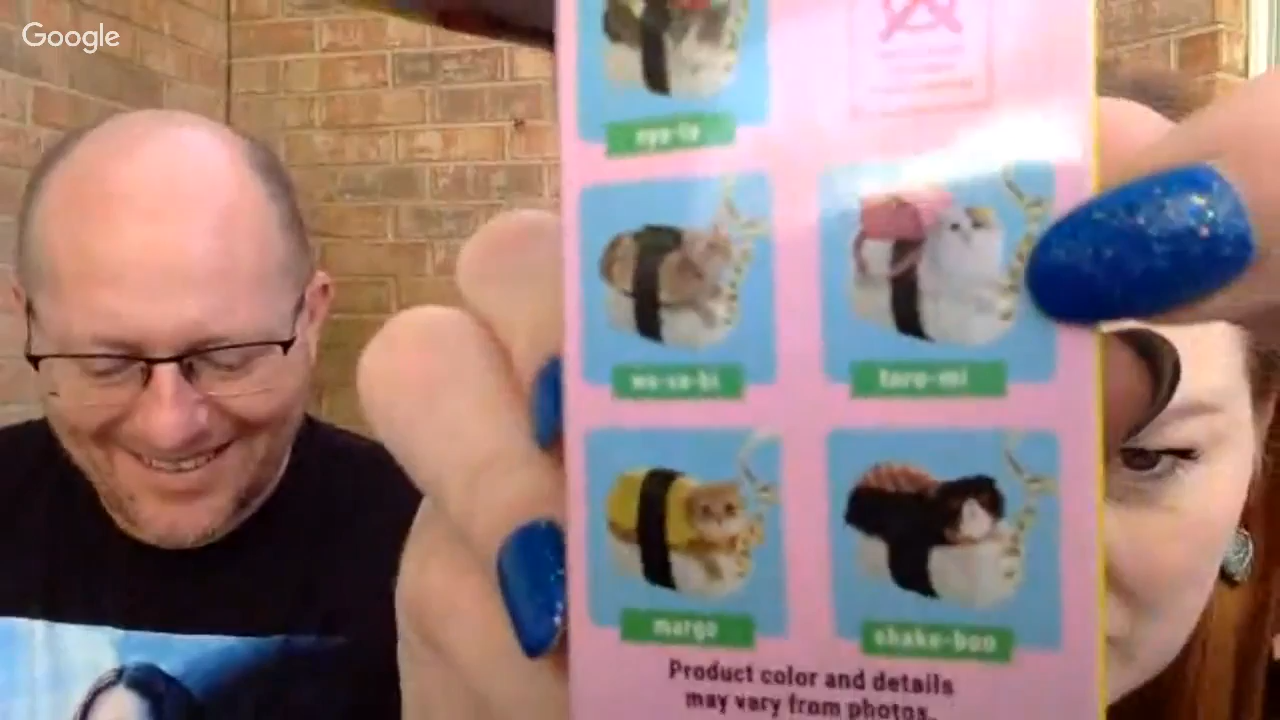 Google
wa-sa-bi
toro-mi
margo
shake-boo
Product color and details
may vary from photos.